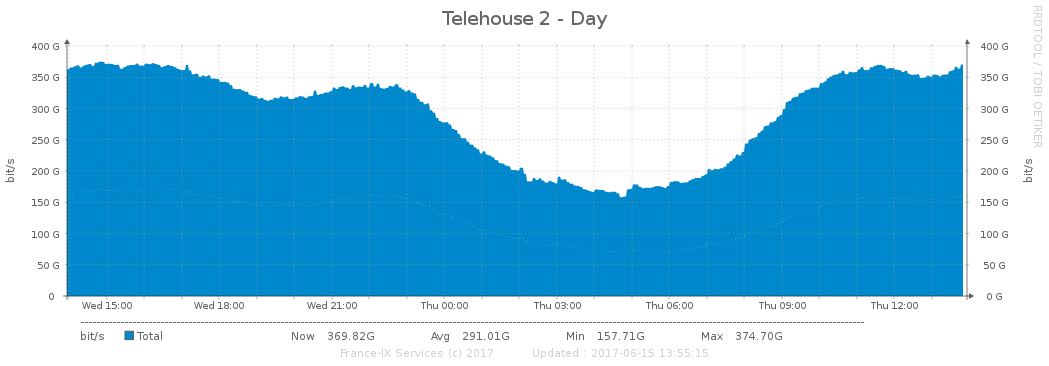 Telehouse 2 - Day
RRDTOOL / TOBI OETIKER
bit/s
400 G 400 G
350 G 350 G
300 G 300 G
250 G 250 G
200 G 200 G
150 G 150 G
100 G 100 G
50 G 50 G
0 0 G
bit/s
Wed 15:00 Wed 18:00 Wed 21:00 Thu 00:00 Thu 03:00 Thu 06:00 Thu 09:00 Thu 12:00
bit/s Total Now 369.82G Avg 291.01G Min 157.71G Max 374.70G
France-IX Services (c) 2017 Updated : 2017-06-15 13:55:15